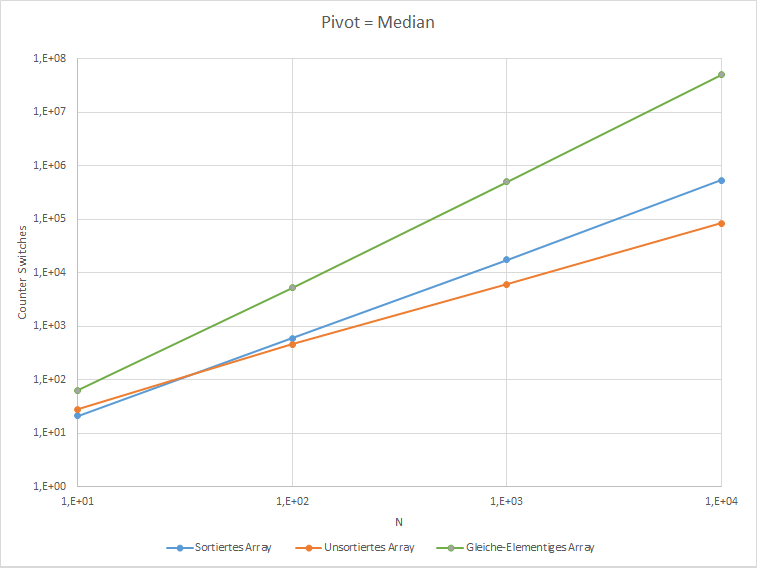 Pivot = Median
1,E+08
1,E+07
1,E+06
1,E+05
1,E+04
1,E+03
1,E+02
1,E+01
1,E+00
Counter Switches
1,E+01 1,E+02 1,E+03 1,E+04
N
Sortiertes Array Unsortiertes Array Gleiche-Elementiges Array